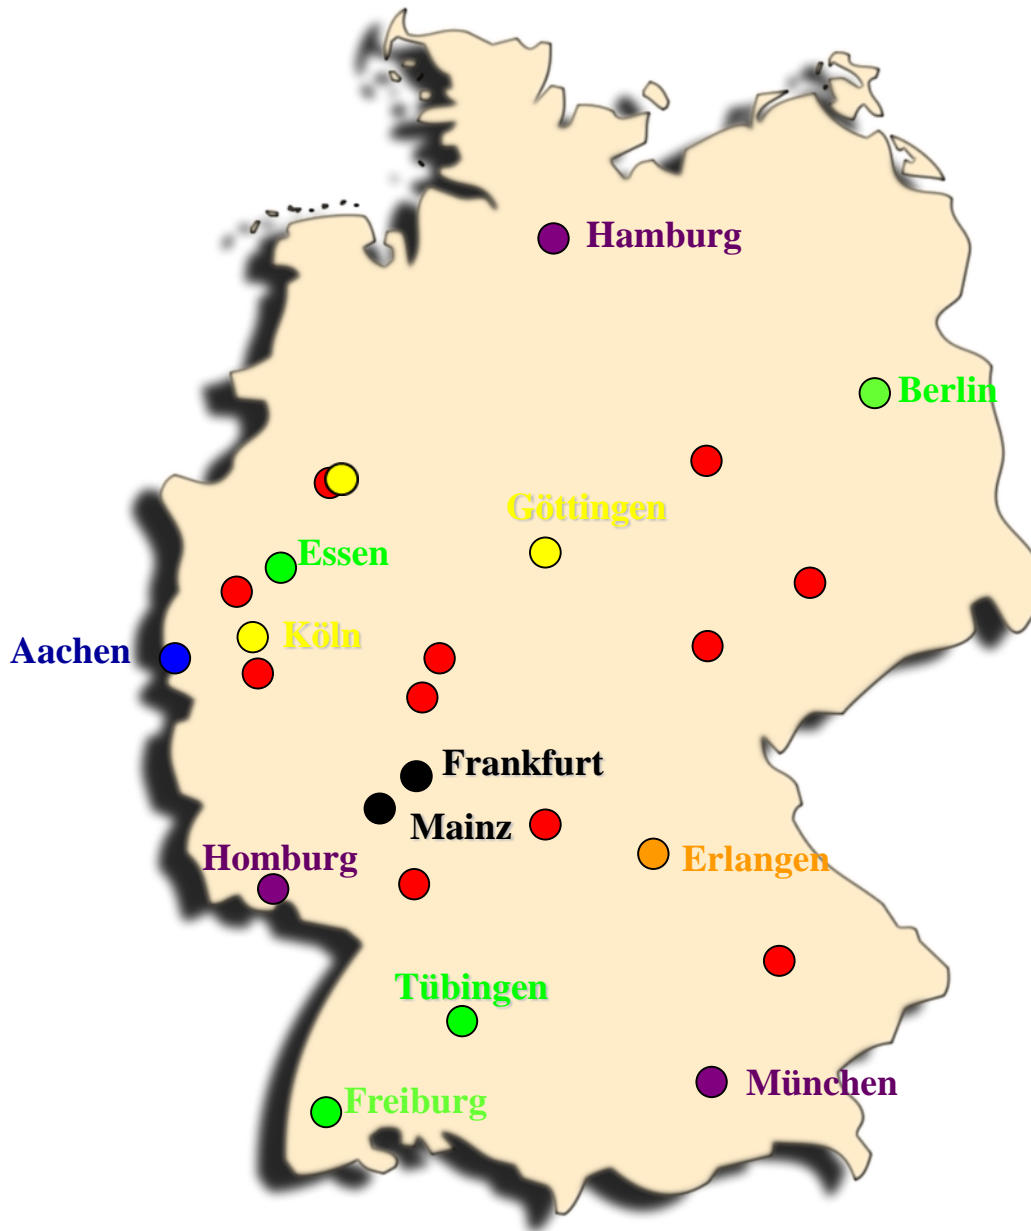 Hamburg
Berlin
Göttingen
Essen
Köln
Aachen
Frankfurt
Mainz
Homburg
Erlangen
Tübingen
München
Freiburg